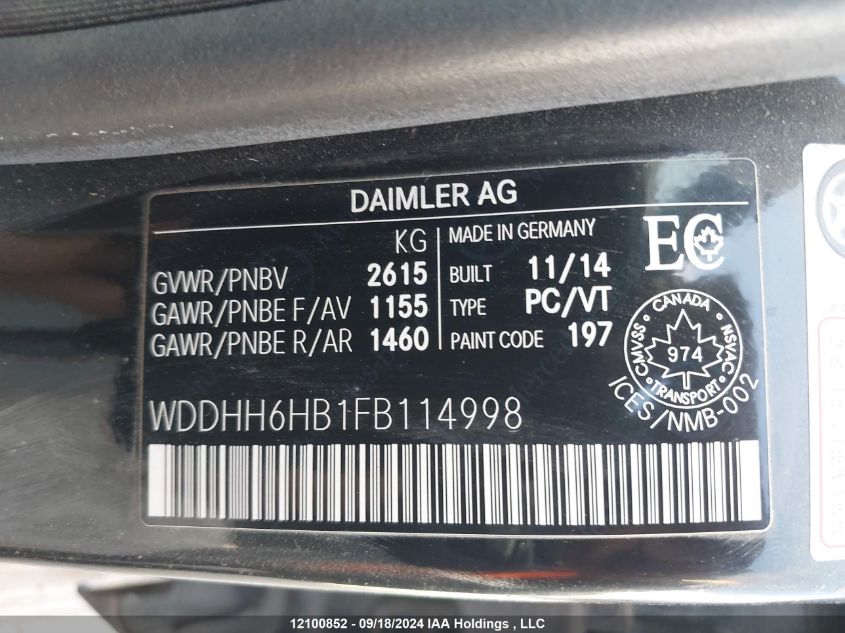 DAIMLER AG
KG
GVWR/PNBV 2615
GAWR/PNBE F/AV 1155
GAWR/PNBE R/AR 1460
MADE IN GERMANY
BUILT 11/14
TYPE PC/VT
PAINT CODE 197
EC
CANADA
CMVSS 974 NSVAC
TRANSPORT
ICES/NMB-002
WDDHH6HB1FB114998
12100852 - 09/18/2024 IAA Holdings , LLC